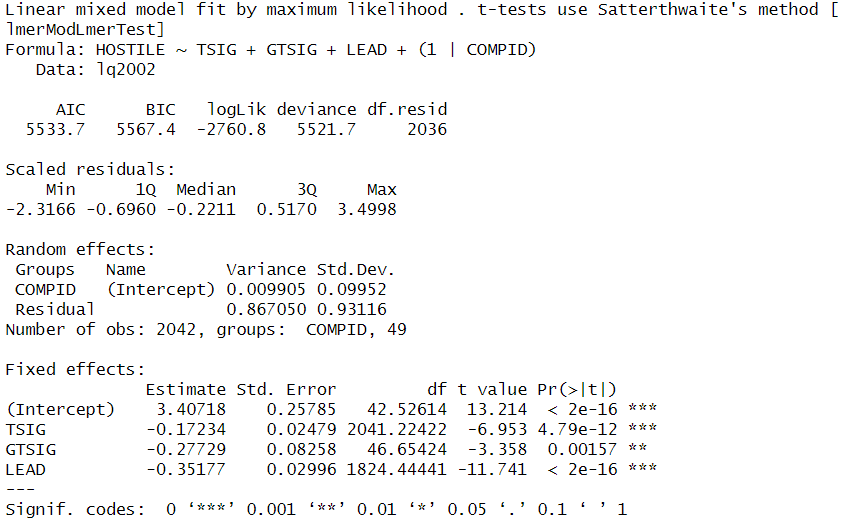 Linear mixed model fit by maximum likelihood . t-tests use Satterthwaite's method [
lmerModLmerTest]
Formula: HOSTILE ~ TSIG + GTSIG + LEAD + (1 | COMPID)
   Data: lq2002

     AIC      BIC   logLik deviance df.resid
  5533.7   5567.4  -2760.8   5521.7     2036

Scaled residuals:
    Min      1Q  Median      3Q     Max
-2.3166 -0.6960 -0.2211  0.5170  3.4998

Random effects:
 Groups   Name        Variance Std.Dev.
 COMPID   (Intercept) 0.009905 0.09952
 Residual             0.867050 0.93116
Number of obs: 2042, groups:  COMPID, 49

Fixed effects:
              Estimate Std. Error         df t value Pr(>|t|)
(Intercept)    3.40718    0.25785   42.52614  13.214  < 2e-16 ***
TSIG          -0.17234    0.02479 2041.22422  -6.953 4.79e-12 ***
GTSIG         -0.27729    0.08258   46.65424  -3.358  0.00157 **
LEAD          -0.35177    0.02996 1824.44441 -11.741  < 2e-16 ***
---
Signif. codes:  0 ‘***’ 0.001 ‘**’ 0.01 ‘*’ 0.05 ‘.’ 0.1 ‘ ’ 1